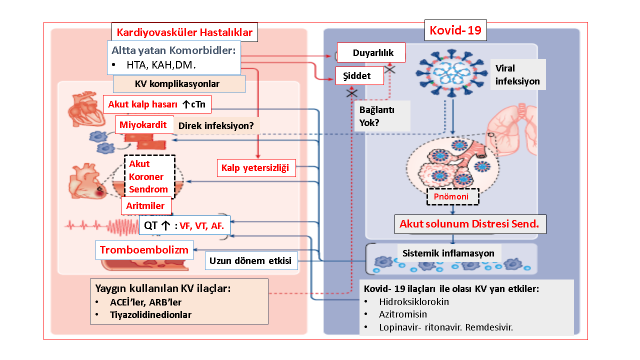 Kardiyovasküler Hastalıklar
Altta yatan Komorbidler:
• HTA, KAH,DM.
KV komplikasyonlar
Akut kalp hasarı ↑cTn
Miyokardit
Direk infeksiyon?
Kalp yetersizliği
Akut
Koroner
Sendrom
Aritmiler
QT ↑ : VF, VT, AF.
Tromboembolizm
Uzun dönem etkisi
Yaygın kullanılan KV ilaçlar:
• ACEİ’ler, ARB’ler
• Tiyazolidinedionlar
Kovid- 19
Duyarlılık
Şiddet
Bağlantı
Yok?
Viral
infeksiyon
Pnömoni
Akut solunum Distresi Send.
Sistemik inflamasyon
Kovid- 19 ilaçları ile olası KV yan etkiler:
• Hidroksiklorokin
• Azitromisin
• Lopinavir- ritonavir. Remdesivir.